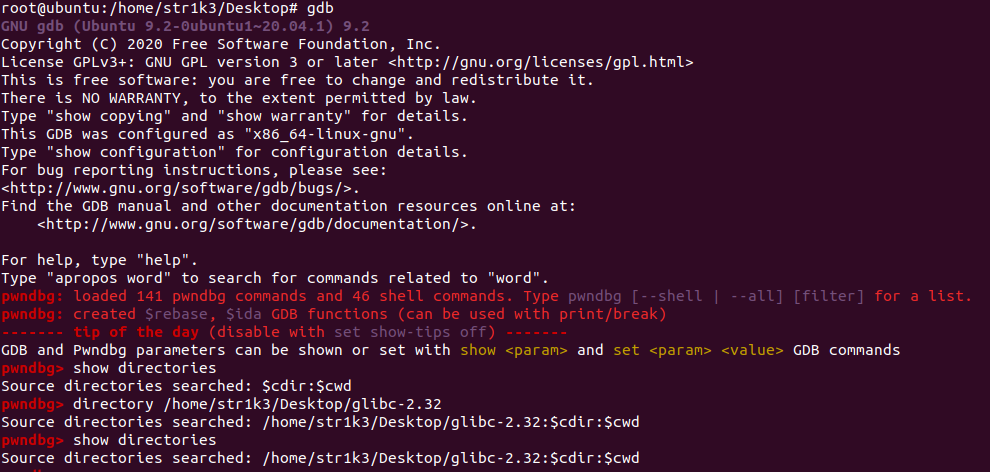 root@ubuntu:/home/str1k3/Desktop# gdb
GNU gdb (Ubuntu 9.2-0ubuntu1~20.04.1) 9.2
Copyright (C) 2020 Free Software Foundation, Inc.
License GPLv3+: GNU GPL version 3 or later <http://gnu.org/licenses/gpl.html>
This is free software: you are free to change and redistribute it.
There is NO WARRANTY, to the extent permitted by law.
Type "show copying" and "show warranty" for details.
This GDB was configured as "x86_64-linux-gnu".
Type "show configuration" for configuration details.
For bug reporting instructions, please see:
<http://www.gnu.org/software/gdb/bugs/>.
Find the GDB manual and other documentation resources online at:
    <http://www.gnu.org/software/gdb/documentation/>.

For help, type "help".
Type "apropos word" to search for commands related to "word".
pwndbg: loaded 141 pwndbg commands and 46 shell commands. Type pwndbg [--shell | --all] [filter] for a list.
pwndbg: created $rebase, $ida GDB functions (can be used with print/break)
------- tip of the day (disable with set show-tips off) -------
GDB and Pwndbg parameters can be shown or set with show <param> and set <param> <value> GDB commands
pwndbg> show directories
Source directories searched: $cdir:$cwd
pwndbg> directory /home/str1k3/Desktop/glibc-2.32
Source directories searched: /home/str1k3/Desktop/glibc-2.32:$cdir:$cwd
pwndbg> show directories
Source directories searched: /home/str1k3/Desktop/glibc-2.32:$cdir:$cwd